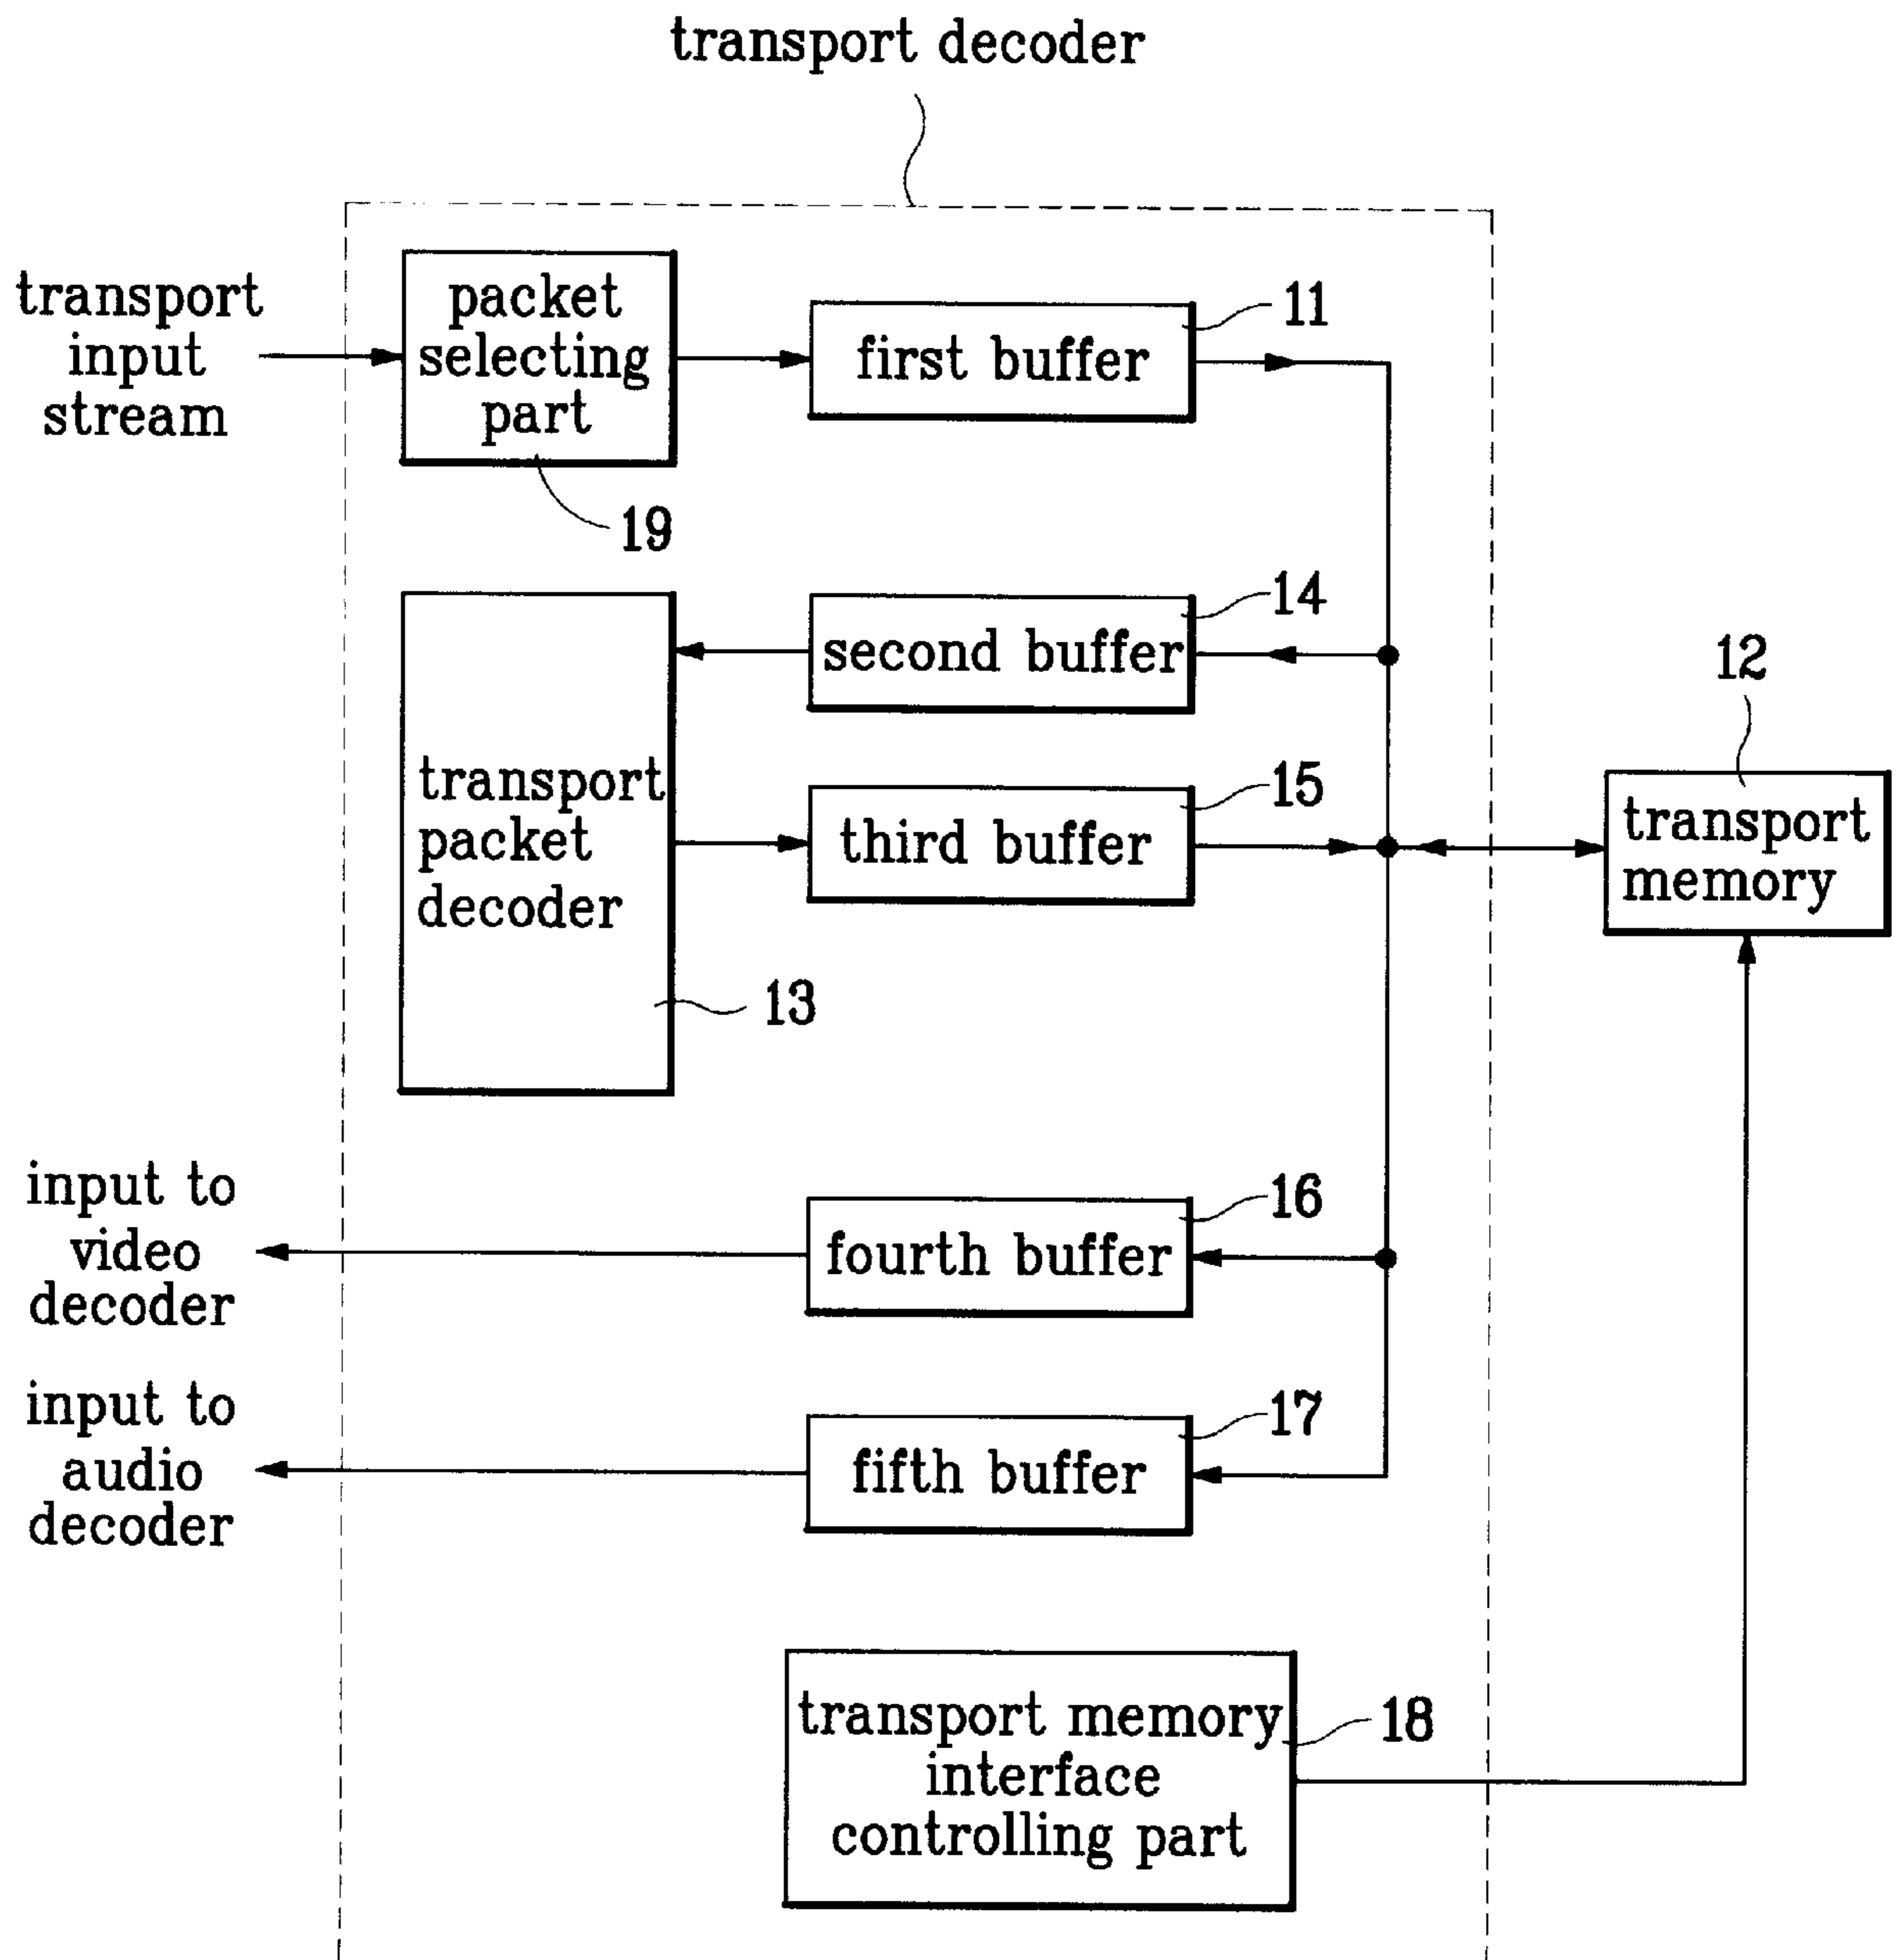 transport decoder
transport
input
stream
packet
selecting
part
19
first buffer
11
second buffer
14
transport
packet
decoder
13
third buffer
15
12
transport
memory
input to
video
decoder
fourth buffer
16
input to
audio
decoder
fifth buffer
17
transport memory
interface
controlling part
18